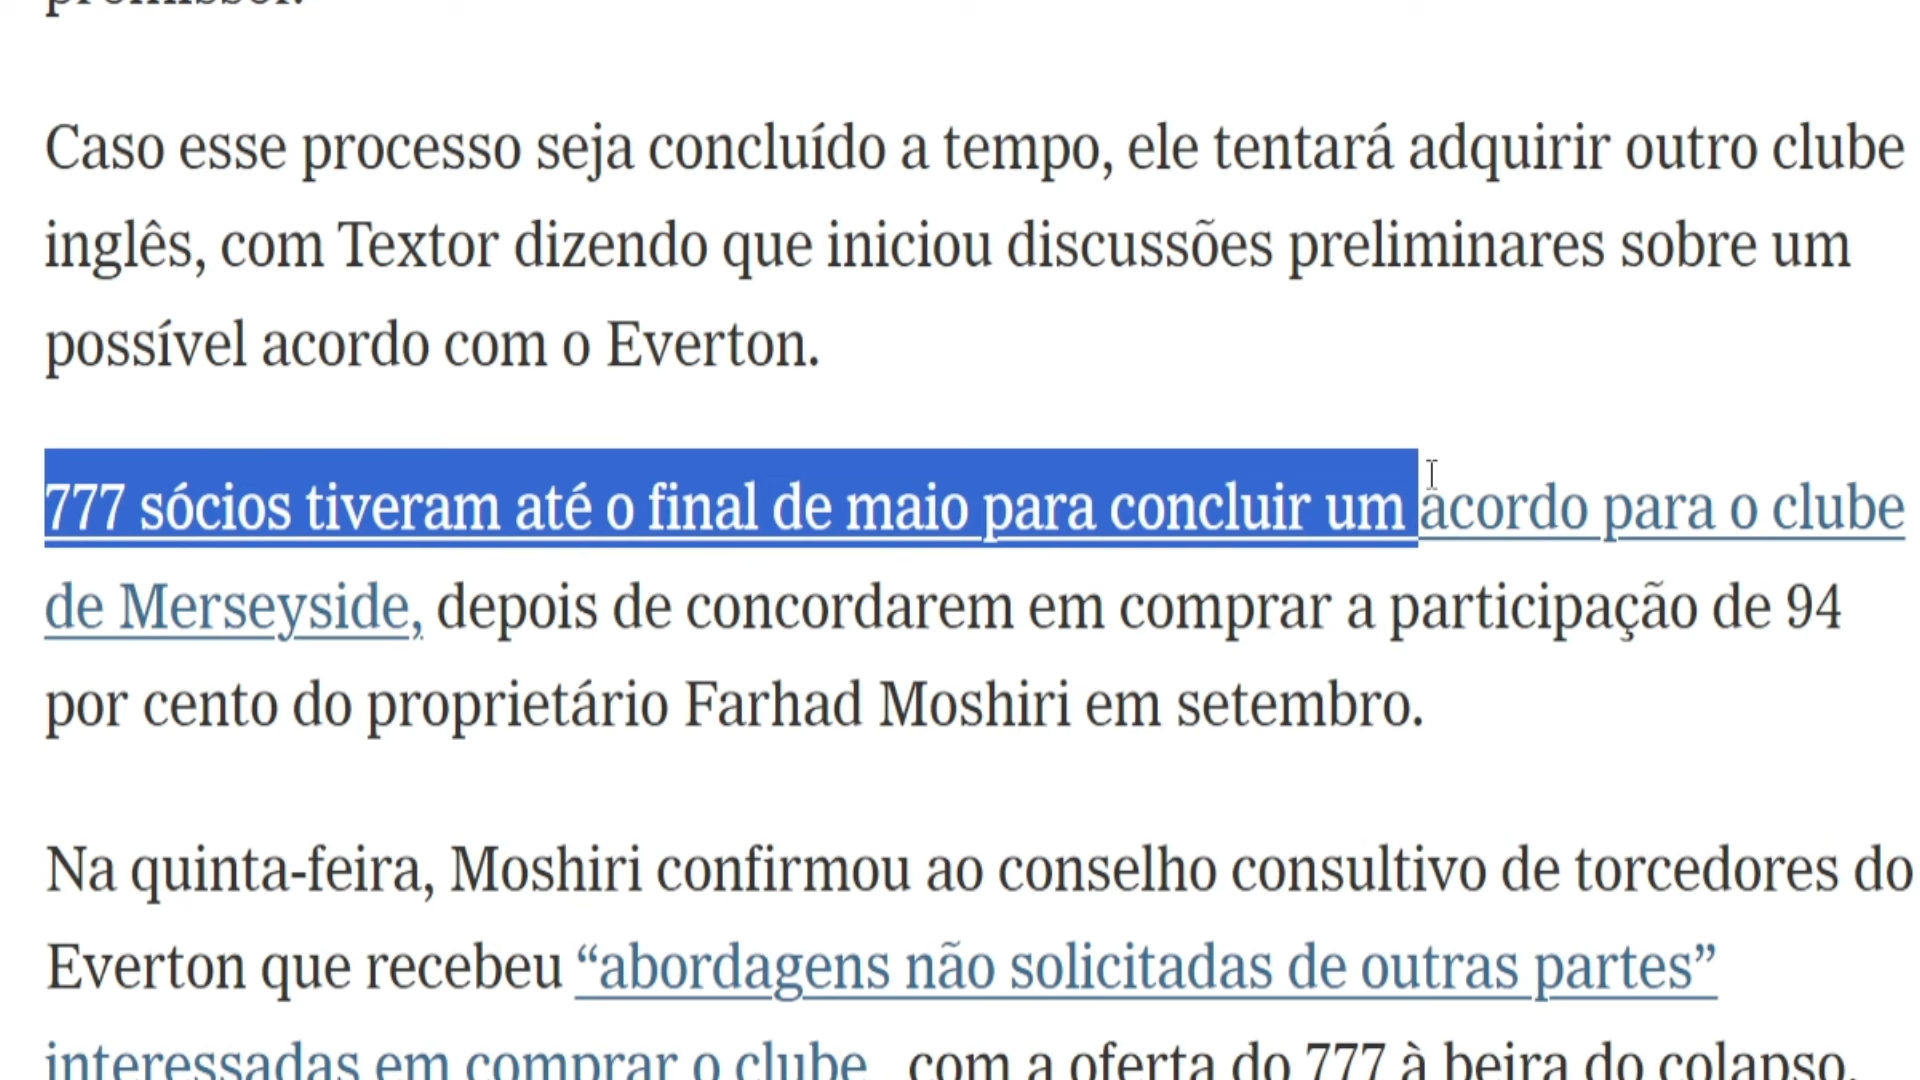 promissor.
Caso esse processo seja concluído a tempo, ele tentará adquirir outro clube
inglês, com Textor dizendo que iniciou discussões preliminares sobre um
possível acordo com o Everton.
777 sócios tiveram até o final de maio para concluir um acordo para o clube
de Merseyside, depois de concordarem em comprar a participação de 94
por cento do proprietário Farhad Moshiri em setembro.
Na quinta-feira, Moshiri confirmou ao conselho consultivo de torcedores do
Everton que recebeu “abordagens não solicitadas de outras partes”
interessadas em comprar o clube , com a oferta do 777 à beira do colapso.